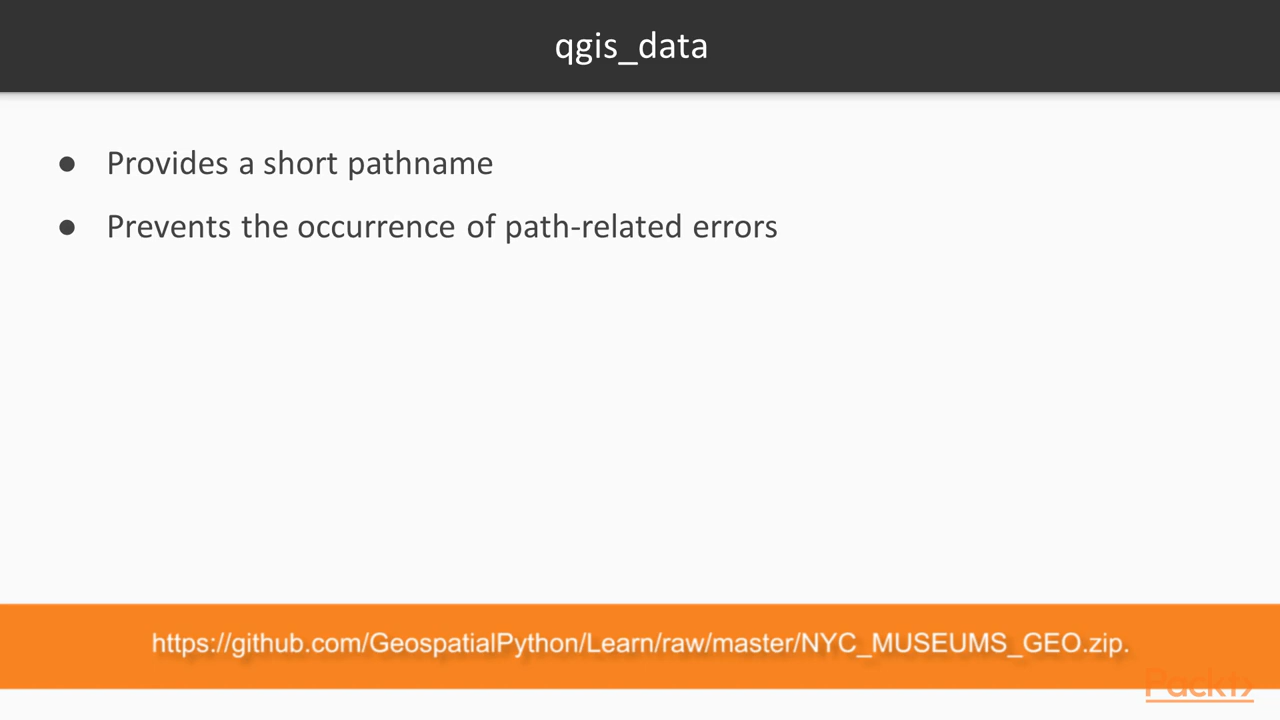 qgis_data
● Provides a short pathname
● Prevents the occurrence of path-related errors
https://github.com/GeospatialPython/Learn/raw/master/NYC_MUSEUMS_GEO.zip.
Packt>